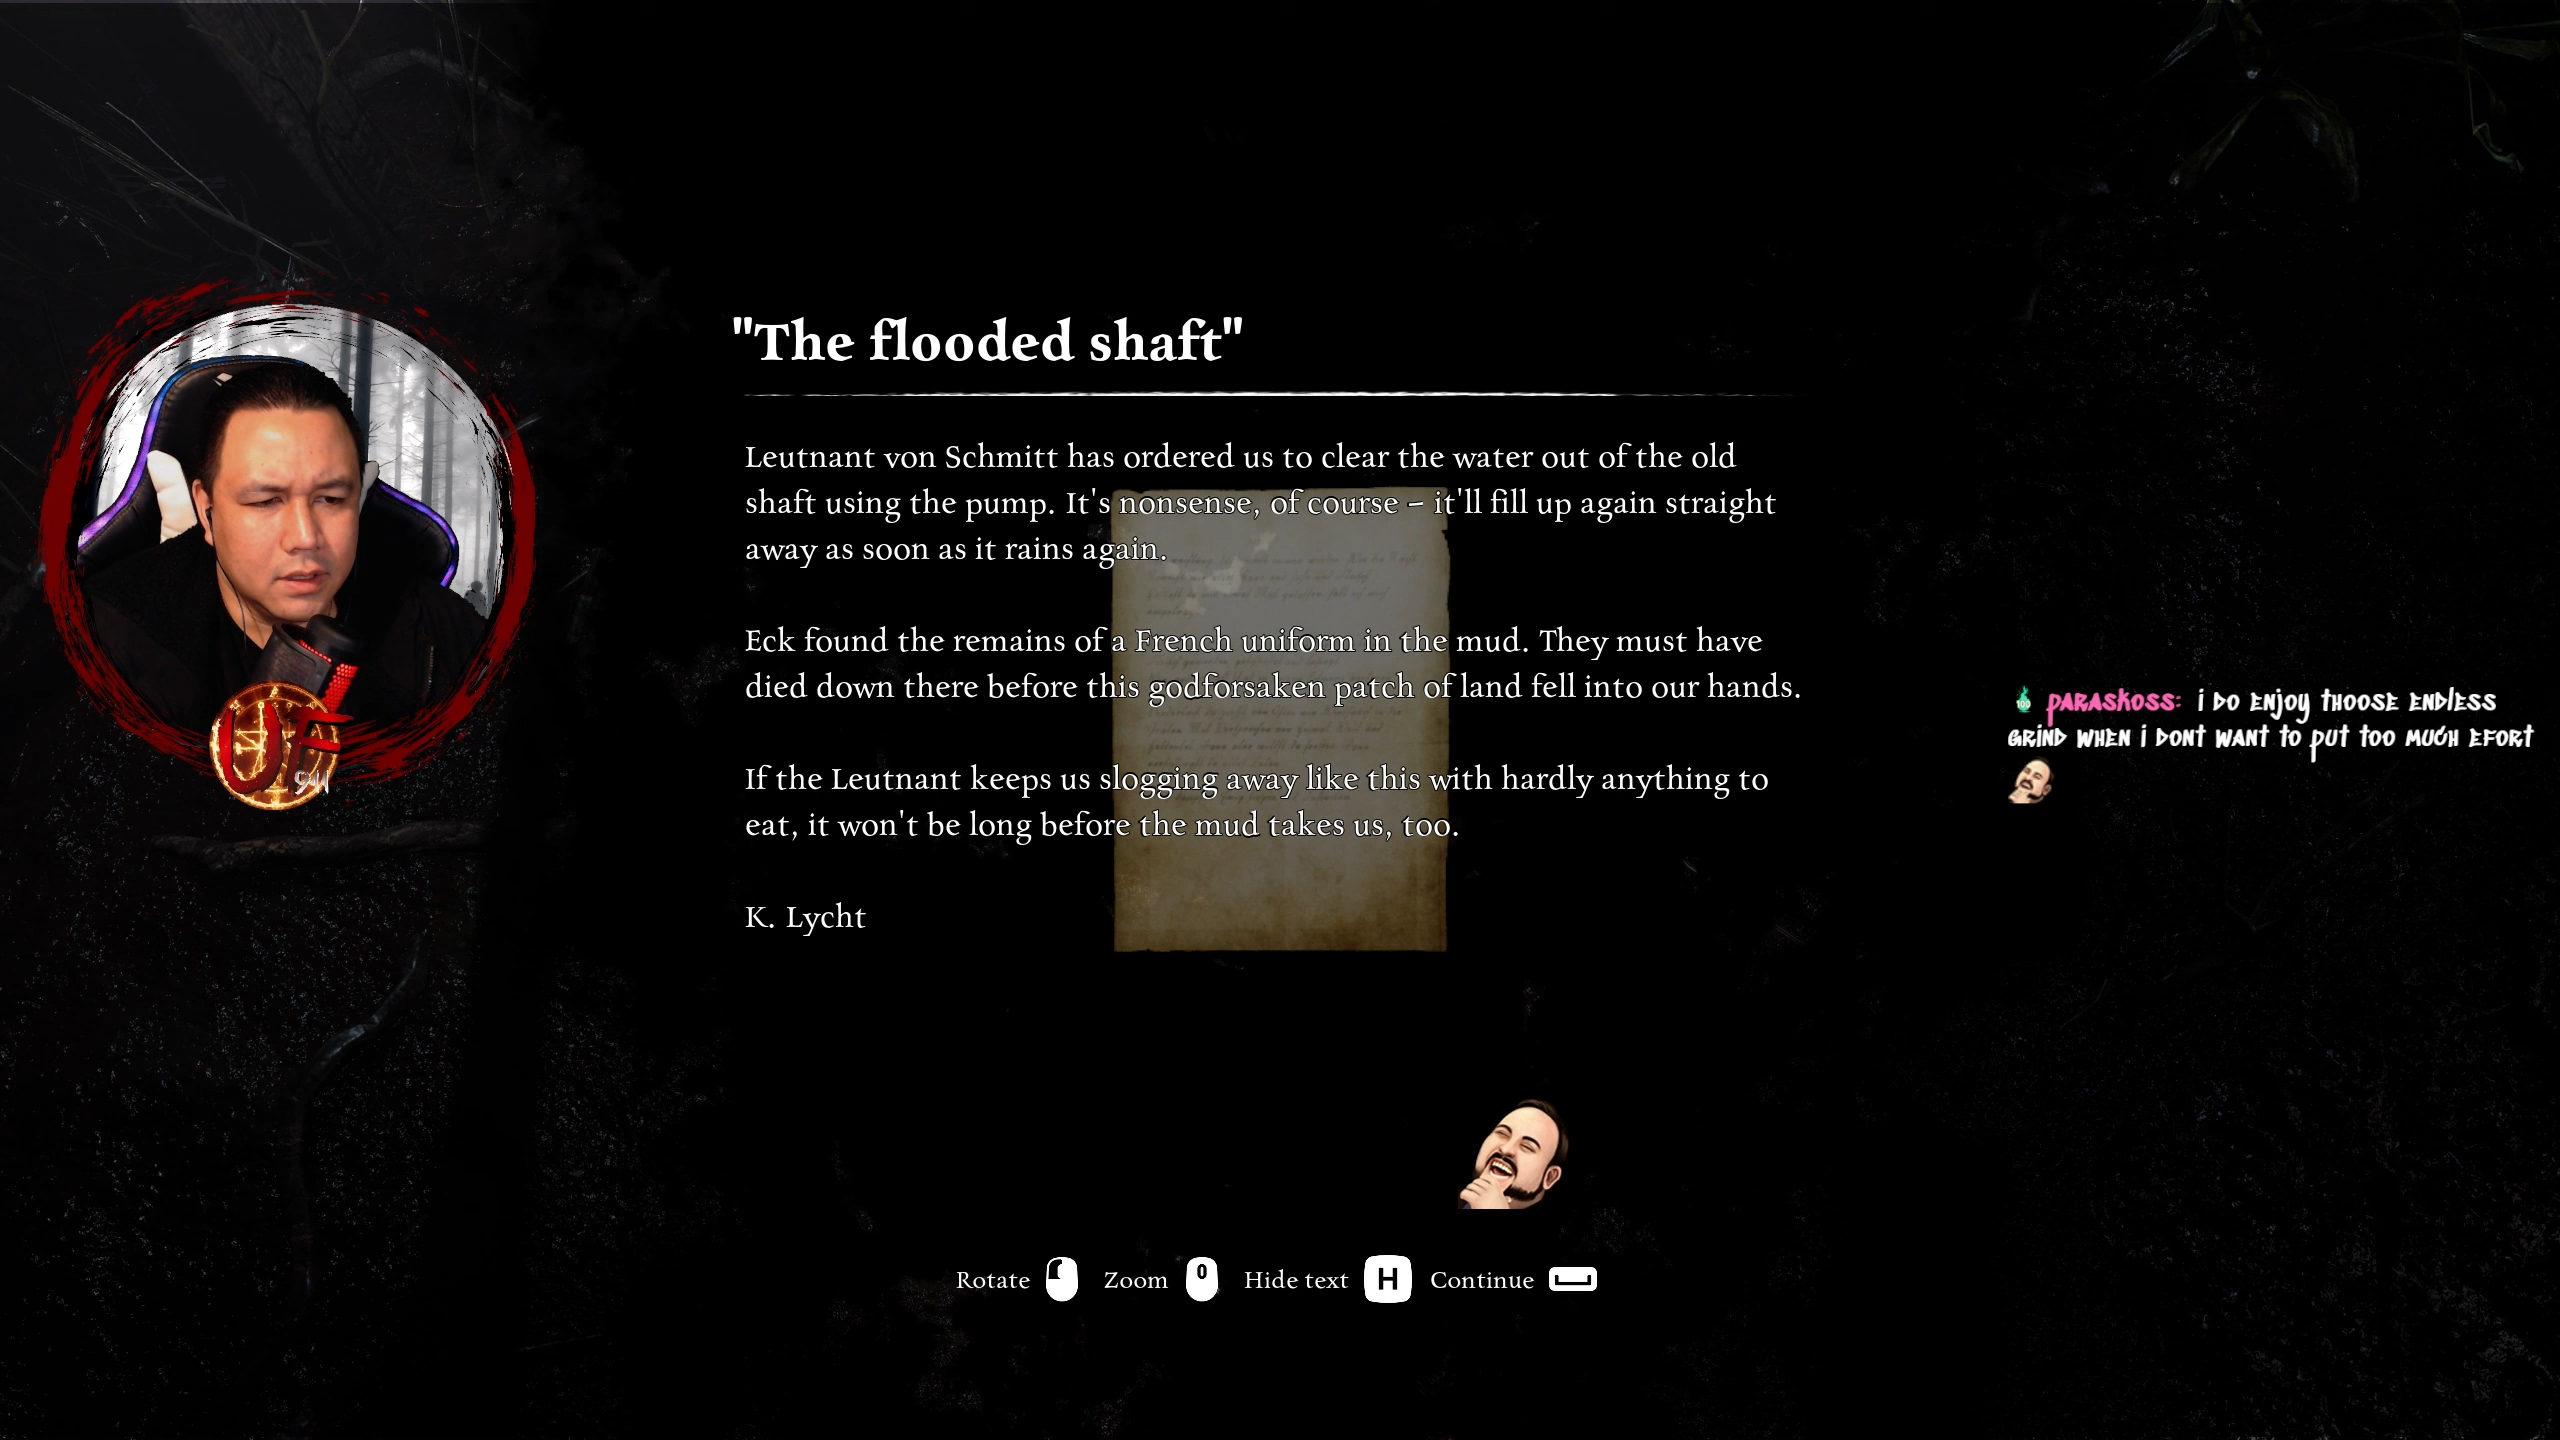 "The flooded shaft"
Leutnant von Schmitt has ordered us to clear the water out of the old
shaft using the pump. It's nonsense, of course – it'll fill up again straight
away as soon as it rains again.
Eck found the remains of a French uniform in the mud. They must have
died down there before this godforsaken patch of land fell into our hands.
If the Leutnant keeps us slogging away like this with hardly anything to
eat, it won't be long before the mud takes us, too.
K. Lycht
UF
941
100 PARASKOSS: i DO ENJOY THOOSE ENDLESS
GRIND WHEN i DONT WANT TO PUT TOO MUCH EFORT
Rotate Zoom 0 Hide text H Continue